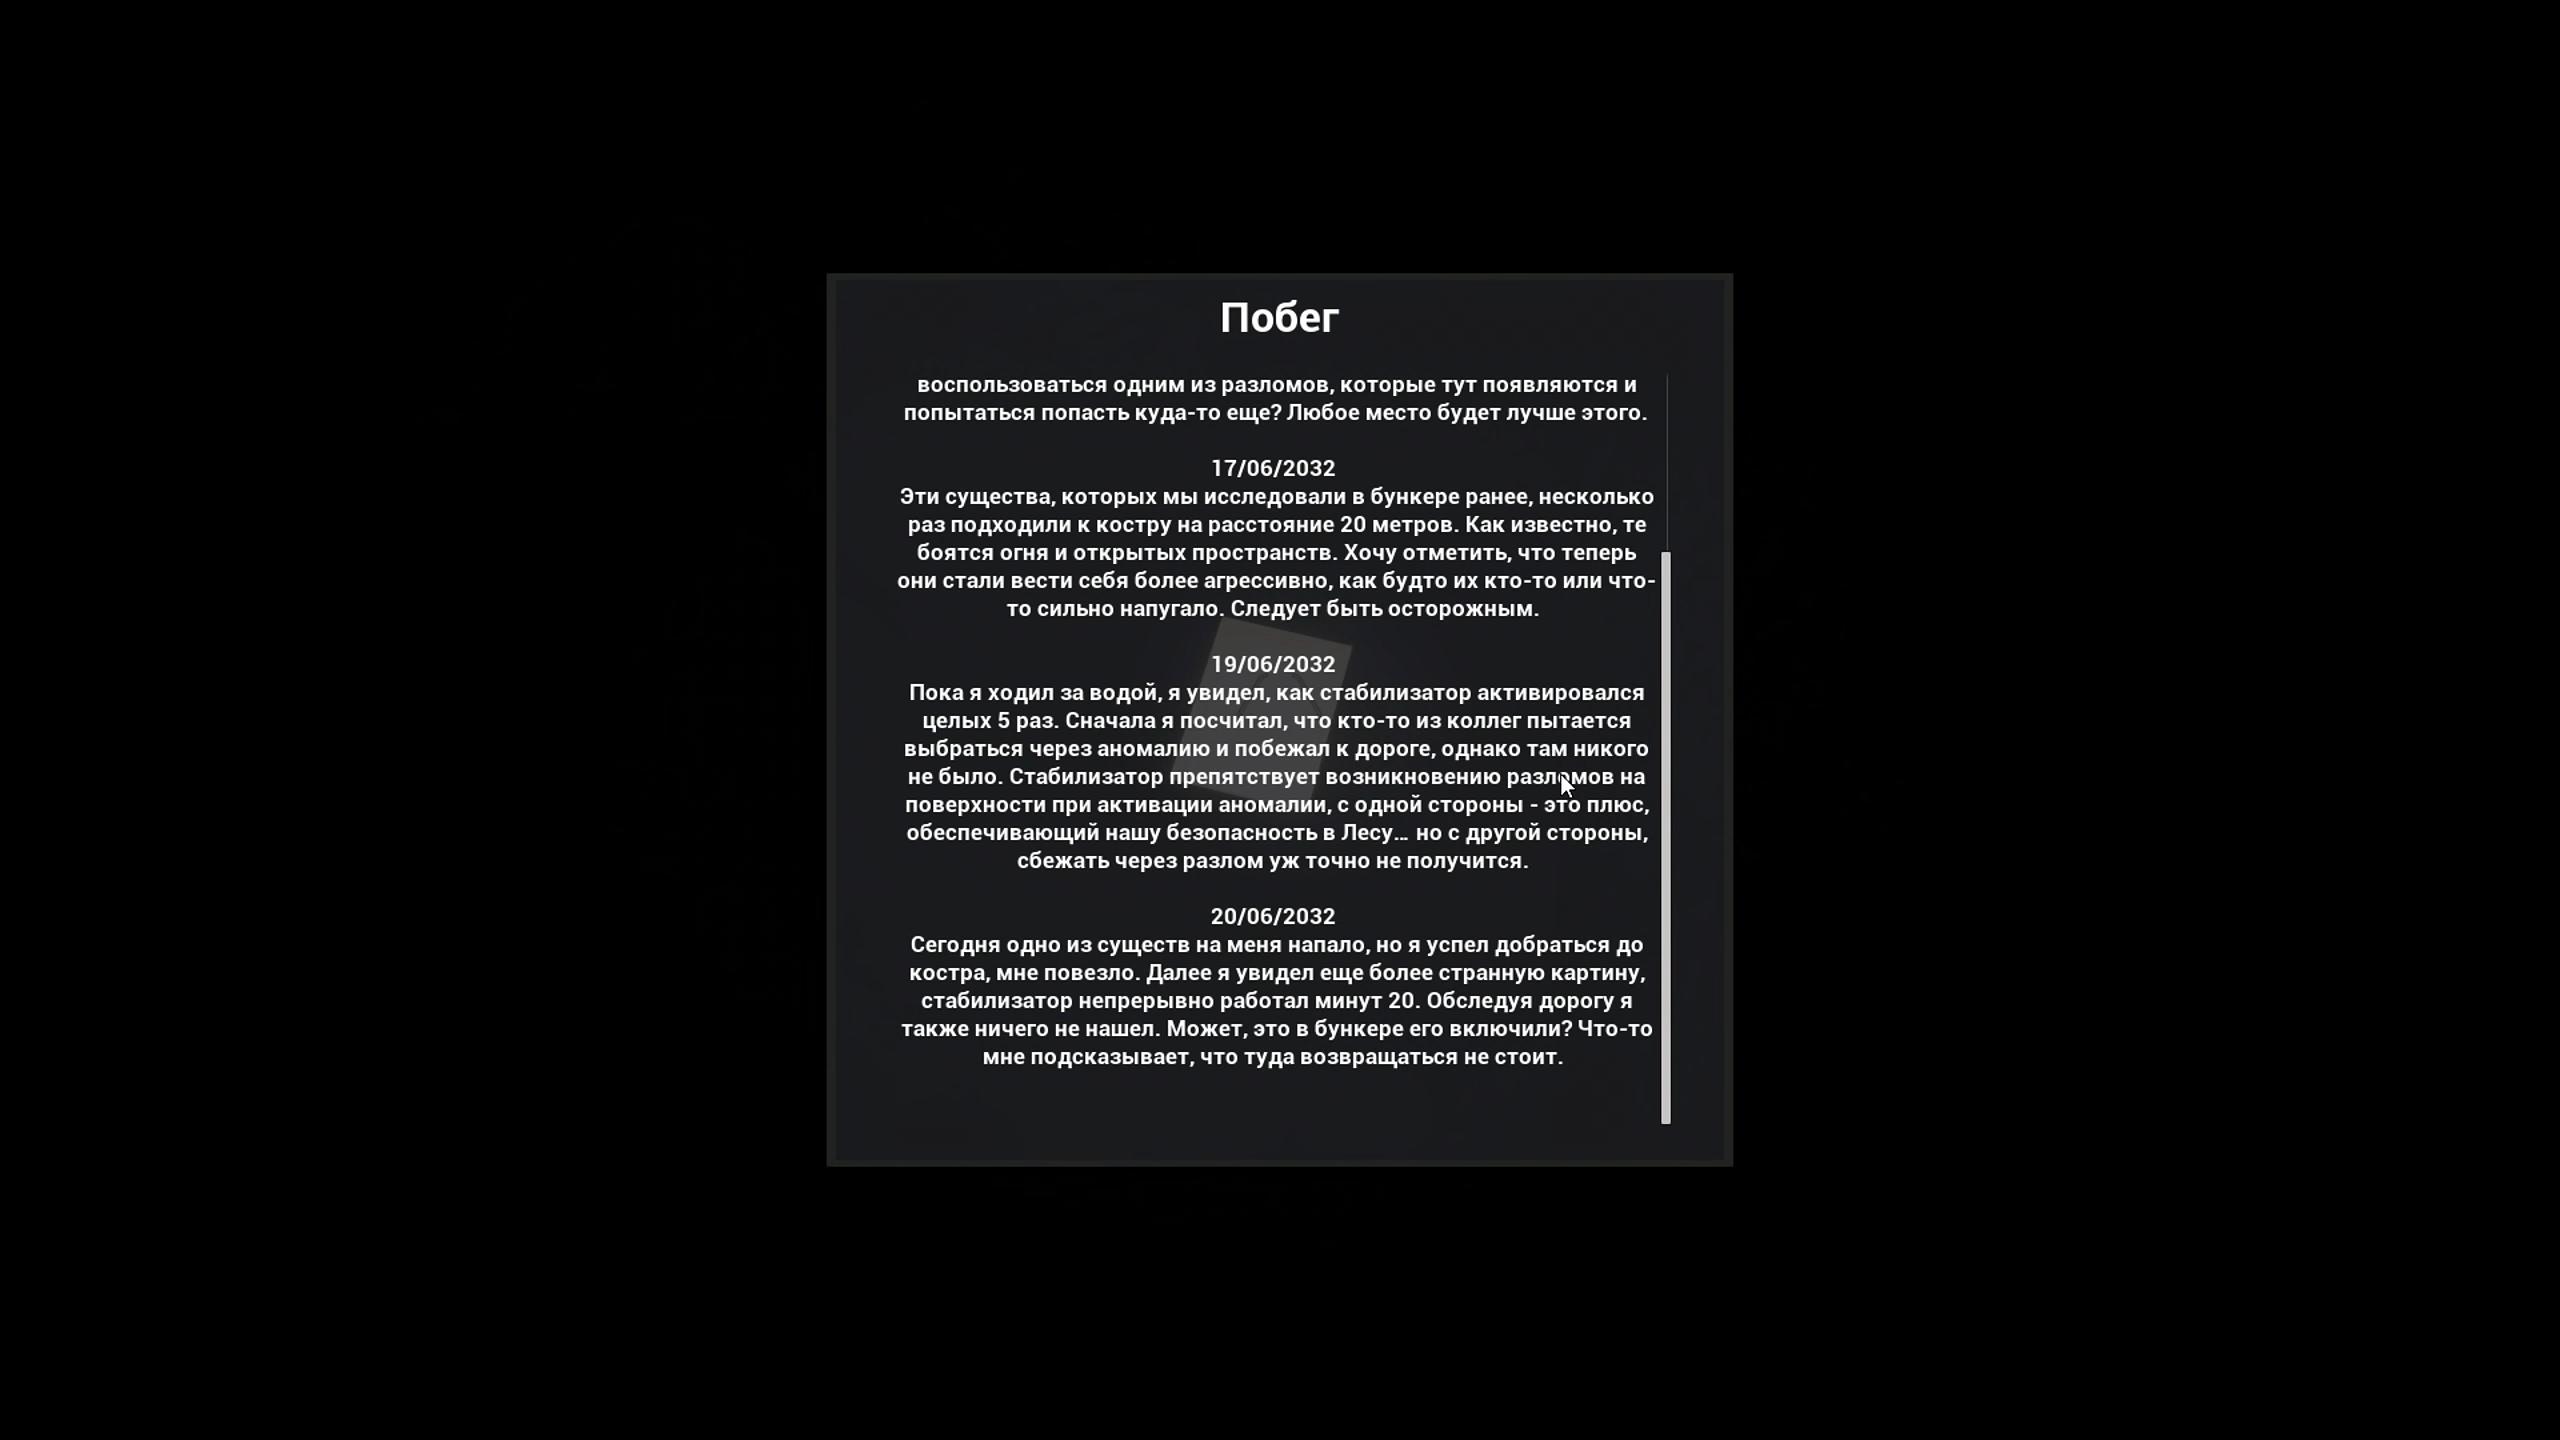 Побег
воспользоваться одним из разломов, которые тут появляются и
попытаться попасть куда-то еще? Любое место будет лучше этого.
17/06/2032
Эти существа, которых мы исследовали в бункере ранее, несколько
раз подходили к костру на расстояние 20 метров. Как известно, те
боятся огня и открытых пространств. Хочу отметить, что теперь
они стали вести себя более агрессивно, как будто их кто-то или что-
то сильно напугало. Следует быть осторожным.
19/06/2032
Пока я ходил за водой, я увидел, как стабилизатор активировался
целых 5 раз. Сначала я посчитал, что кто-то из коллег пытается
выбраться через аномалию и побежал к дороге, однако там никого
не было. Стабилизатор препятствует возникновению разломов на
поверхности при активации аномалии, с одной стороны - это плюс,
обеспечивающий нашу безопасность в Лесу... но с другой стороны,
сбежать через разлом уж точно не получится.
20/06/2032
Сегодня одно из существ на меня напало, но я успел добраться до
костра, мне повезло. Далее я увидел еще более странную картину,
стабилизатор непрерывно работал минут 20. Обследуя дорогу я
также ничего не нашел. Может, это в бункере его включили? Что-то
мне подсказывает, что туда возвращаться не стоит.